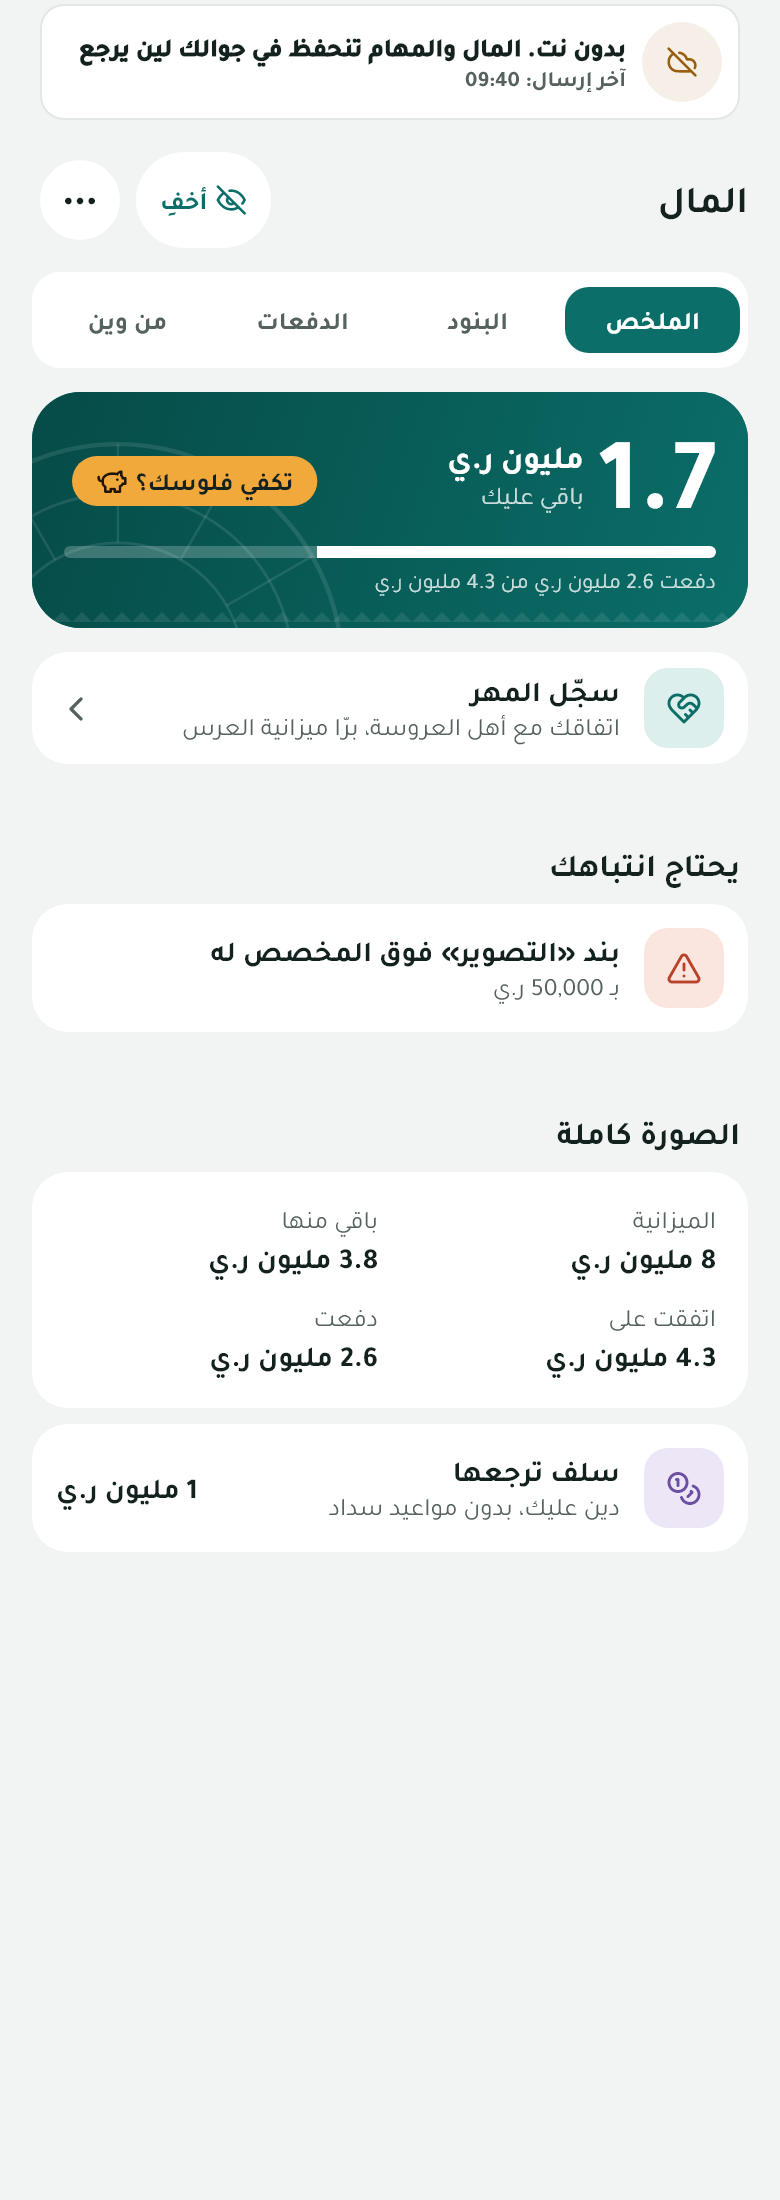 بدون نت. المال والمهام تنحفظ في جوالك لين يرجع
آخر إرسال: 09:40
المال
أخفِ
الملخص
البنود
الدفعات
من وين
1.7 مليون ر.ي
باقي عليك
تكفي فلوسك؟
دفعت 2.6 مليون ر.ي من 4.3 مليون ر.ي
سجّل المهر
اتفاقك مع أهل العروسة، برّا ميزانية العرس
يحتاج انتباهك
بند «التصوير» فوق المخصص له
بـ 50,000 ر.ي
الصورة كاملة
الميزانية
8 مليون ر.ي
باقي منها
3.8 مليون ر.ي
اتفقت على
4.3 مليون ر.ي
دفعت
2.6 مليون ر.ي
سلف ترجعها
دين عليك، بدون مواعيد سداد
1 مليون ر.ي